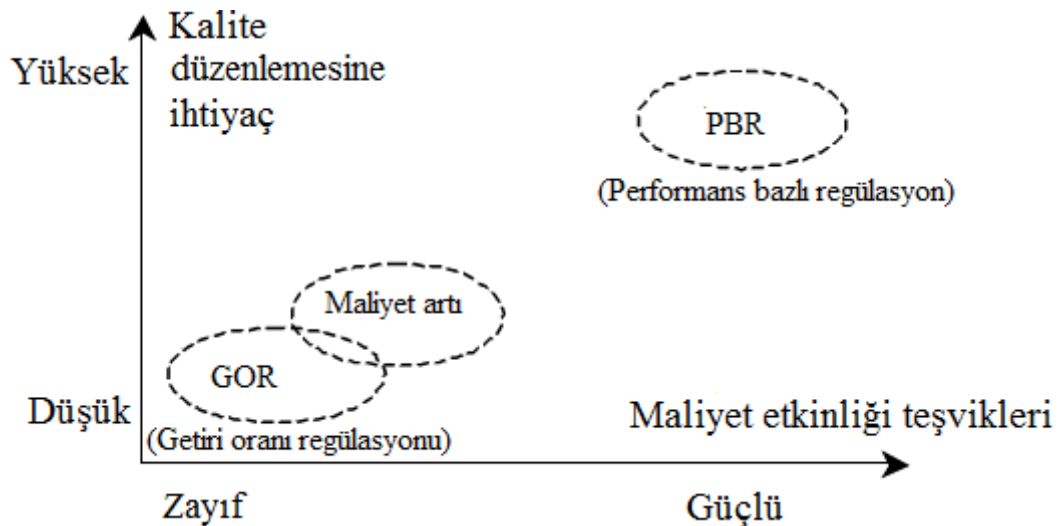 Kalite
Yüksek
düzenlemesine
ihtiyaç
PBR
(Performans bazlı regülasyon)
Maliyet artı
GOR
Düşük
Maliyet etkinliği teşvikleri
(Getiri oranı regülasyonu)
Zayıf
Güçlü